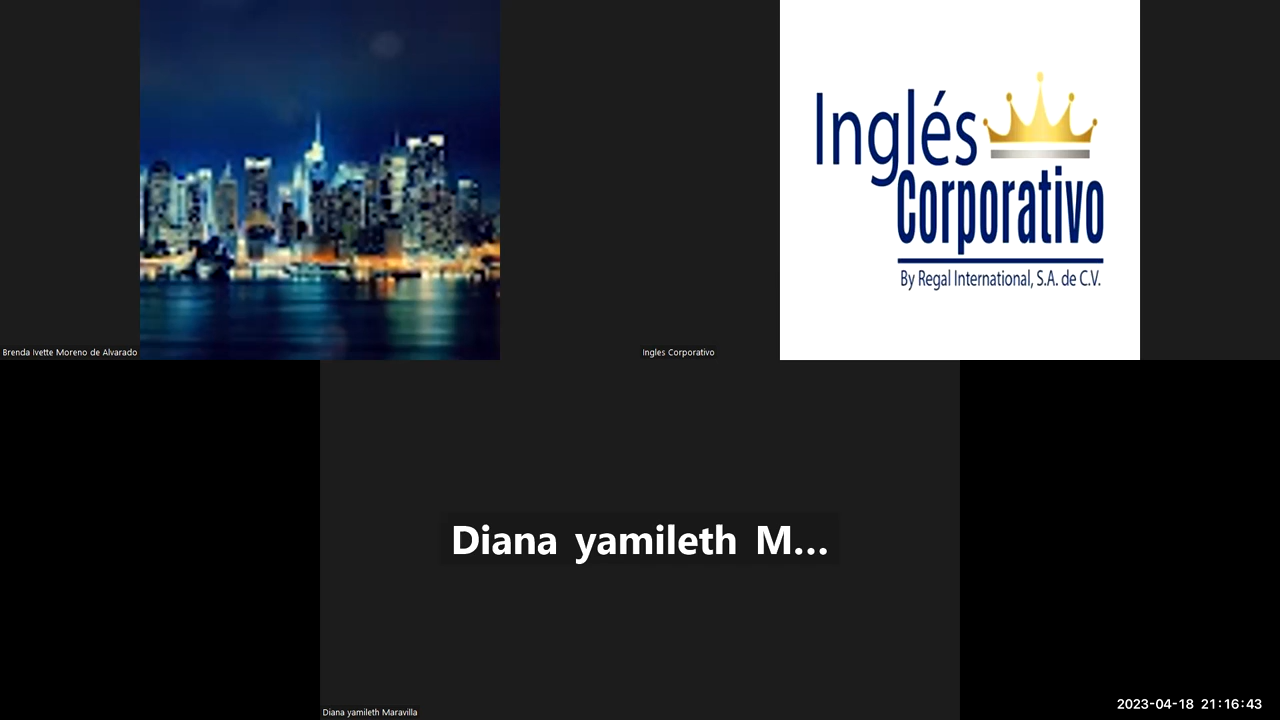 Inglés
Corporativo
By Regal International, S.A. de C.V.
Brenda Ivette Moreno de Alvarado
Ingles Corporativo
Diana yamileth M...
Diana yamileth Maravilla
2023-04-18 21:16:43